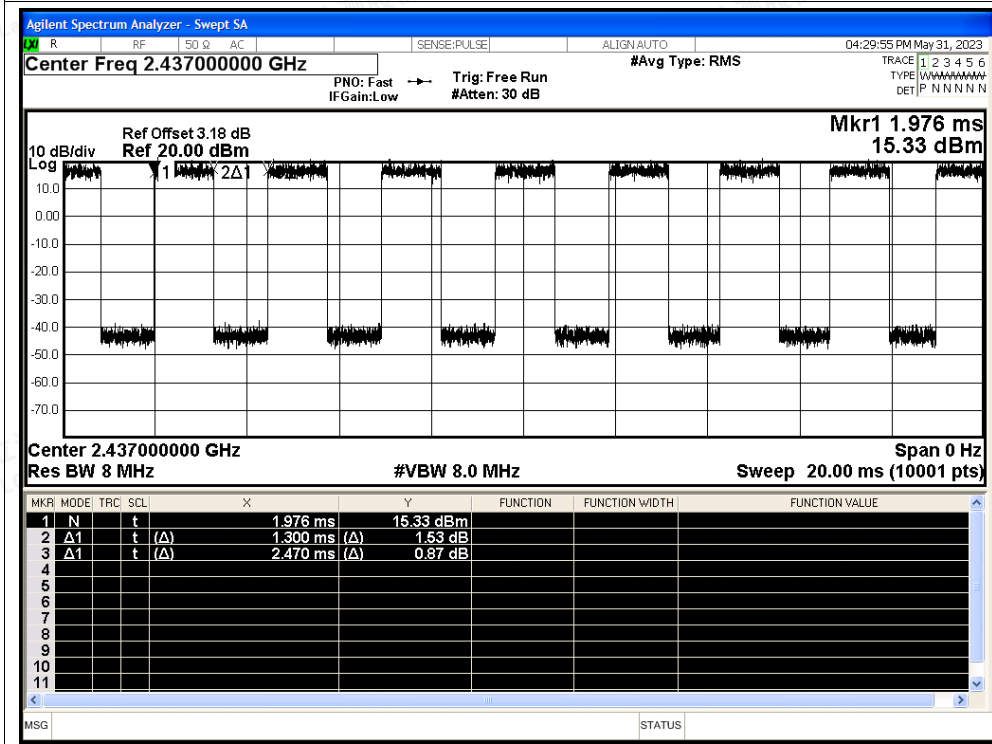 Agilent Spectrum Analyzer - Swept SA
LXI R RF 50 Ω AC SENSE:PULSE ALIGN AUTO 04:29:55 PM May 31, 2023
Center Freq 2.437000000 GHz #Avg Type: RMS TRACE 1 2 3 4 5 6
PNO: Fast Trig: Free Run TYPE W
IFGain:Low #Atten: 30 dB DET P N N N N N
Mkr1 1.976 ms
Ref Offset 3.18 dB
10 dB/div Ref 20.00 dBm 15.33 dBm
Log
1 2Δ1
10.0
0.00
-10.0
-20.0
-30.0
-40.0
-50.0
-60.0
-70.0
Center 2.437000000 GHz Span 0 Hz
Res BW 8 MHz #VBW 8.0 MHz Sweep 20.00 ms (10001 pts)
MKR MODE TRC SCL X Y FUNCTION FUNCTION WIDTH FUNCTION VALUE
1 N t 1.976 ms 15.33 dBm
2 Δ1 t (Δ) 1.300 ms (Δ) 1.53 dB
3 Δ1 t (Δ) 2.470 ms (Δ) 0.87 dB
4
5
6
7
8
9
10
11
MSG STATUS